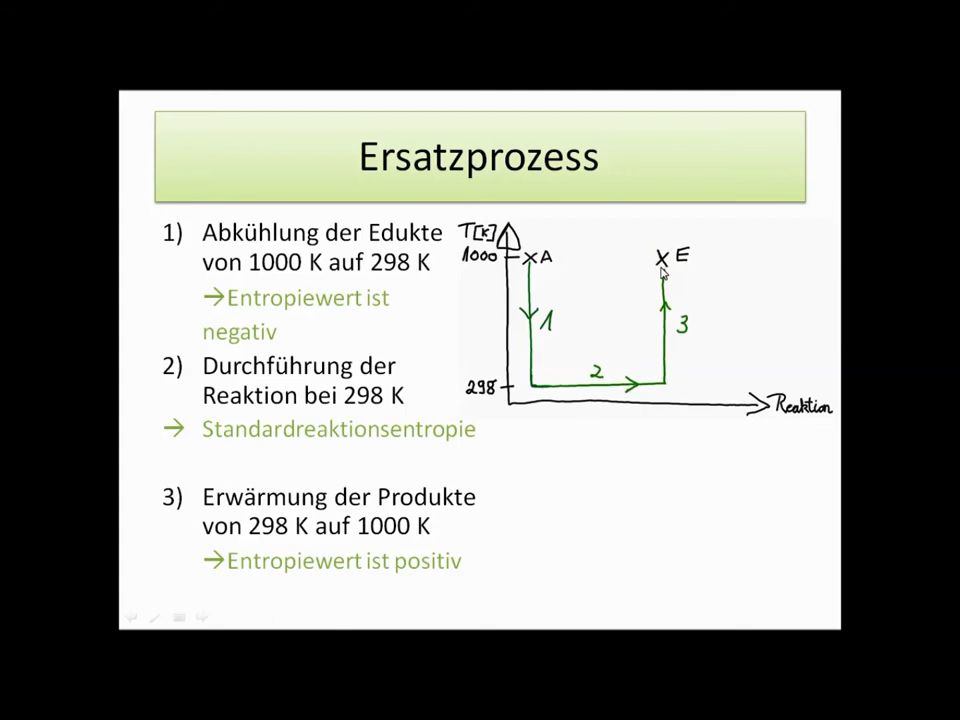 Ersatzprozess
1) Abkühlung der Edukte
von 1000 K auf 298 K
→Entropiewert ist
negativ
2) Durchführung der
Reaktion bei 298 K
→ Standardreaktionsentropie
3) Erwärmung der Produkte
von 298 K auf 1000 K
→Entropiewert ist positiv
T[K]
1000 A E
1 3
2
298
Reaktion